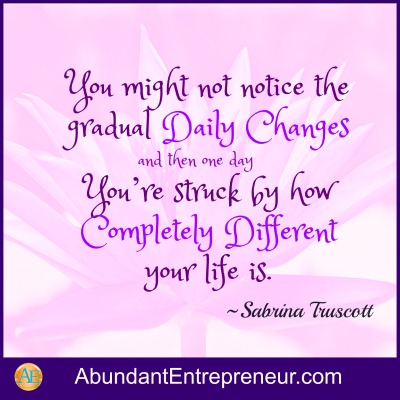 You might not notice the
gradual Daily Changes
and then one day
You're struck by how
Completely Different
your life is.
~Sabrina Truscott
AE
AbundantEntrepreneur.com